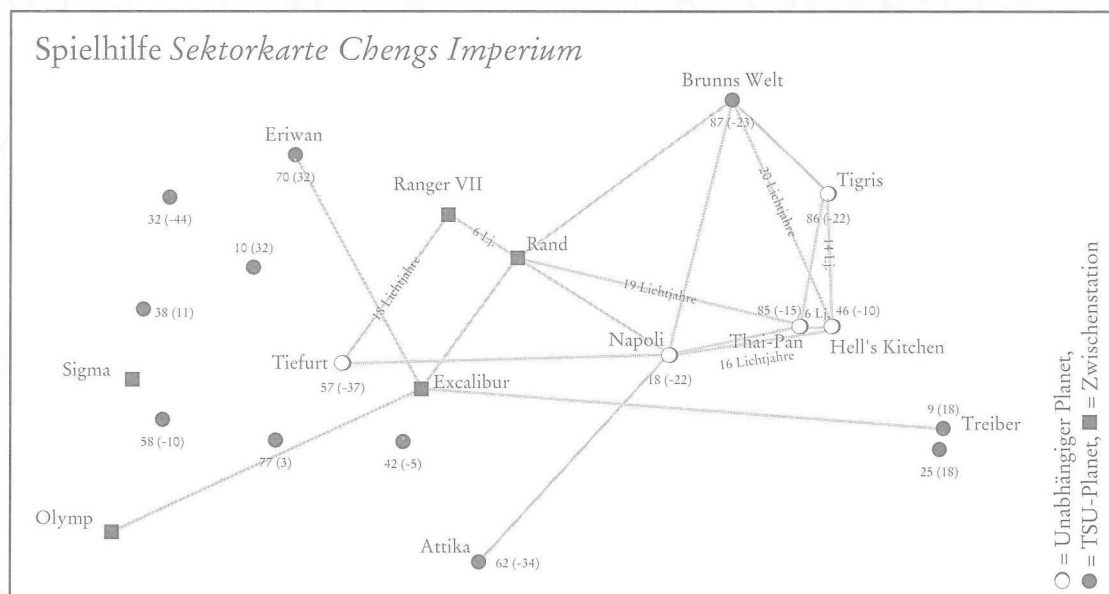 Spielhilfe Sektorkarte Chengs Imperium
Brunns Welt
87 (-23)
Eriwan
70 (32)
Ranger VII
Tigris
86 (-22)
32 (-44)
20 Lichtjahre
10 (32)
6 Lj.
Rand
14 Lj.
18 Lichtjahre
19 Lichtjahre
38 (11)
85 (-15)
6 Lj.
46 (-10)
Napoli
Thai-Pan
Hell's Kitchen
16 Lichtjahre
Sigma
Tiefurt
57 (-37)
Excalibur
18 (-22)
9 (18)
Treiber
58 (-10)
77 (3)
42 (-5)
25 (18)
Olymp
Attika
62 (-34)
= Unabhängiger Planet,
= TSU-Planet, = Zwischenstation